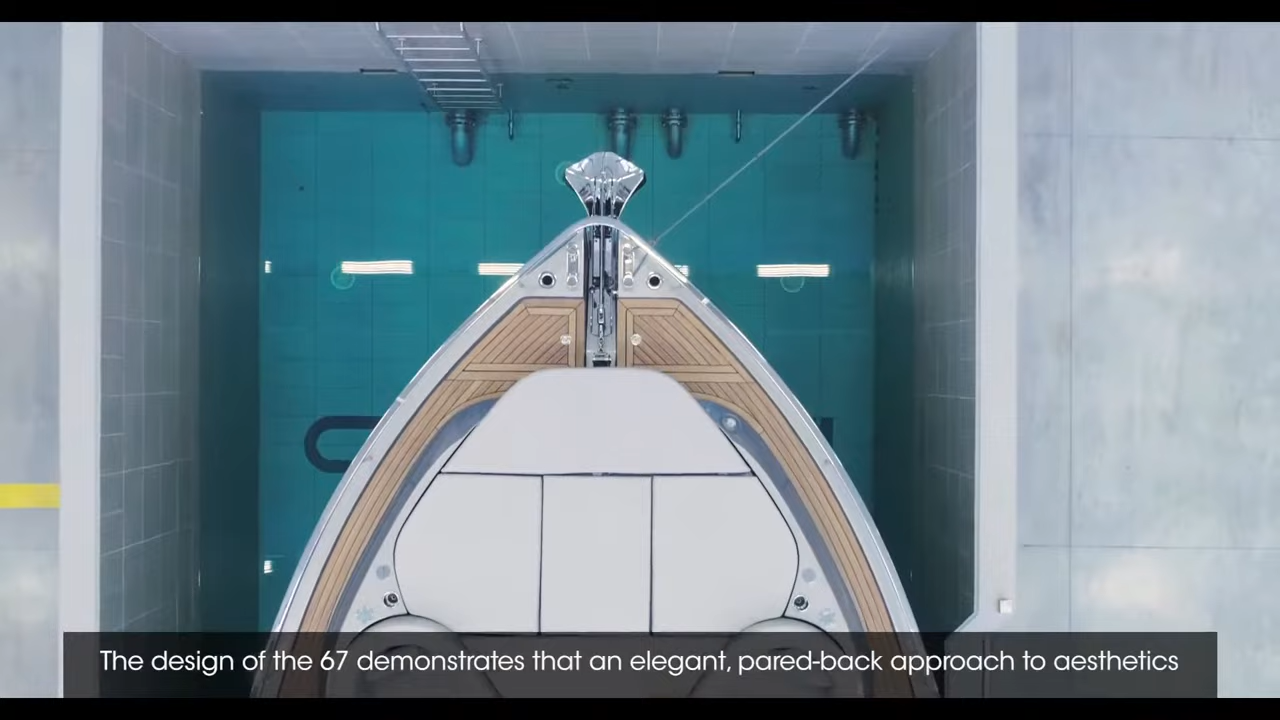 The design of the 67 demonstrates that an elegant, pared-back approach to aesthetics